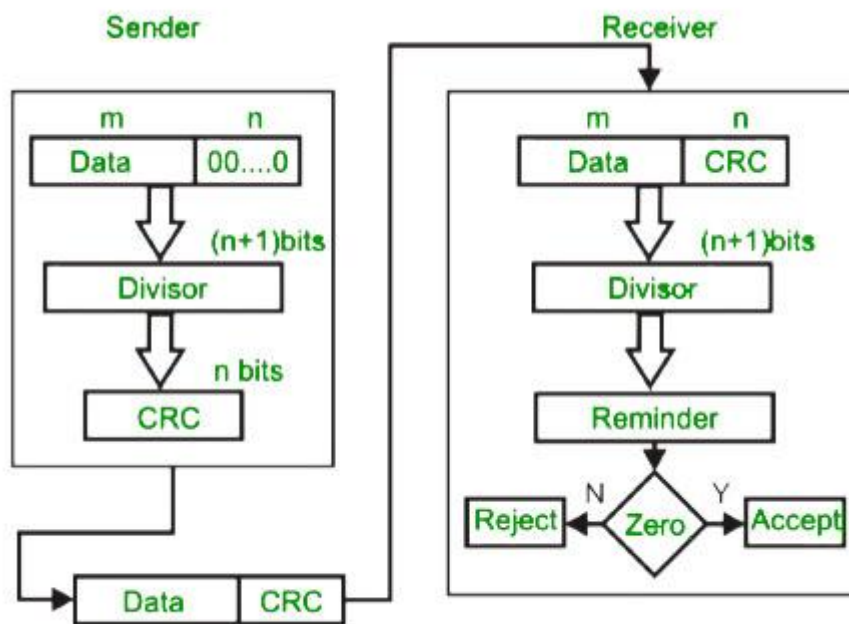 Sender
m n
Data 00....0
(n+1)bits
Divisor
n bits
CRC
Data CRC
Receiver
m n
Data CRC
(n+1)bits
Divisor
Reminder
N Y
Reject Zero Accept